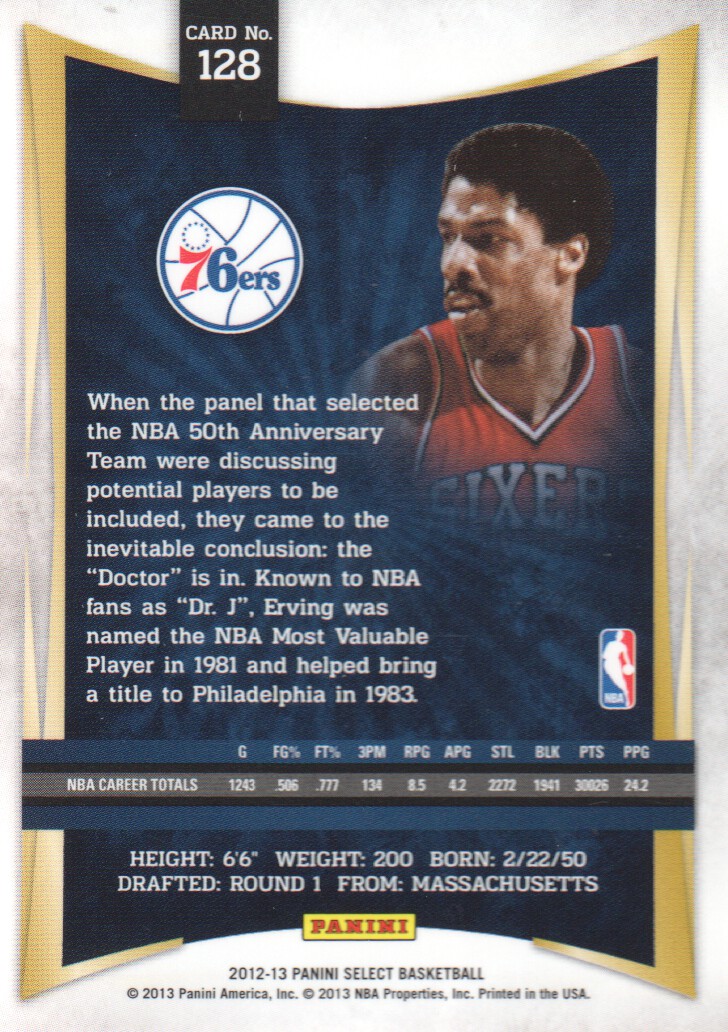 CARD No.
128
76ers
When the panel that selected
the NBA 50th Anniversary
Team were discussing
potential players to be
included, they came to the
inevitable conclusion: the
“Doctor” is in. Known to NBA
fans as “Dr. J”, Erving was
named the NBA Most Valuable
Player in 1981 and helped bring
a title to Philadelphia in 1983.
SIXER
NBA
G FG% FT% 3PM RPG APG STL BLK PTS PPG
NBA CAREER TOTALS 1243 .506 .777 134 8.5 4.2 2272 1941 30026 24.2
HEIGHT: 6'6" WEIGHT: 200 BORN: 2/22/50
DRAFTED: ROUND 1 FROM: MASSACHUSETTS
PANINI
2012-13 PANINI SELECT BASKETBALL
© 2013 Panini America, Inc. © 2013 NBA Properties, Inc. Printed in the USA.